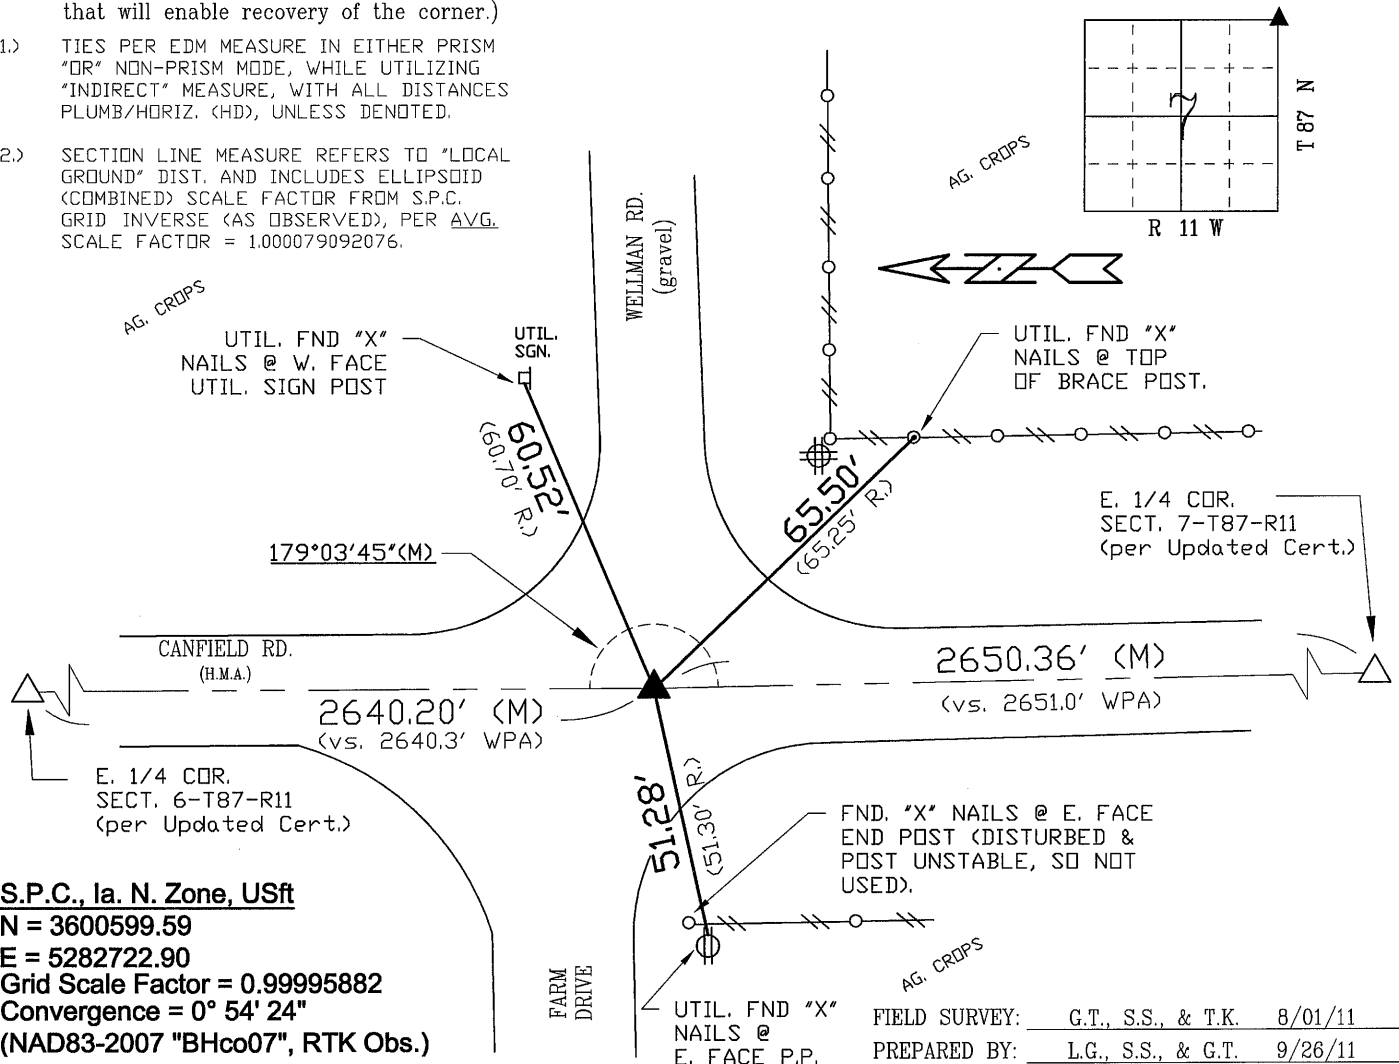 that will enable recovery of the corner.)
1.) TIES PER EDM MEASURE IN EITHER PRISM
"OR" NON-PRISM MODE, WHILE UTILIZING
"INDIRECT" MEASURE, WITH ALL DISTANCES
PLUMB/HORIZ. (HD), UNLESS DENOTED.
2.) SECTION LINE MEASURE REFERS TO "LOCAL
GROUND" DIST. AND INCLUDES ELLIPSOID
(COMBINED) SCALE FACTOR FROM S.P.C.
GRID INVERSE (AS OBSERVED), PER AVG.
SCALE FACTOR = 1.000079092076.
7
T 87 N
R 11 W
AG. CROPS
WELLMAN RD.
(gravel)
N
AG. CROPS
UTIL. FND "X"
NAILS @ W. FACE
UTIL. SIGN POST
UTIL.
SGN.
UTIL. FND "X"
NAILS @ TOP
OF BRACE POST.
60.52'
(60.70' R.)
65.50'
(65.25' R.)
E. 1/4 COR.
SECT. 7-T87-R11
(per Updated Cert.)
179°03'45"(M)
CANFIELD RD.
(H.M.A.)
2640.20' (M)
(vs. 2640.3' WPA)
2650.36' (M)
(vs. 2651.0' WPA)
E. 1/4 COR.
SECT. 6-T87-R11
(per Updated Cert.)
51.28'
(51.30' R.)
FND. "X" NAILS @ E. FACE
END POST (DISTURBED &
POST UNSTABLE, SO NOT
USED).
S.P.C., Ia. N. Zone, USft
N = 3600599.59
E = 5282722.90
Grid Scale Factor = 0.99995882
Convergence = 0° 54' 24"
(NAD83-2007 "BHco07", RTK Obs.)
FARM
DRIVE
AG. CROPS
UTIL. FND "X"
NAILS @
E. FACE P.P.
FIELD SURVEY: G.T., S.S., & T.K. 8/01/11
PREPARED BY: L.G., S.S., & G.T. 9/26/11